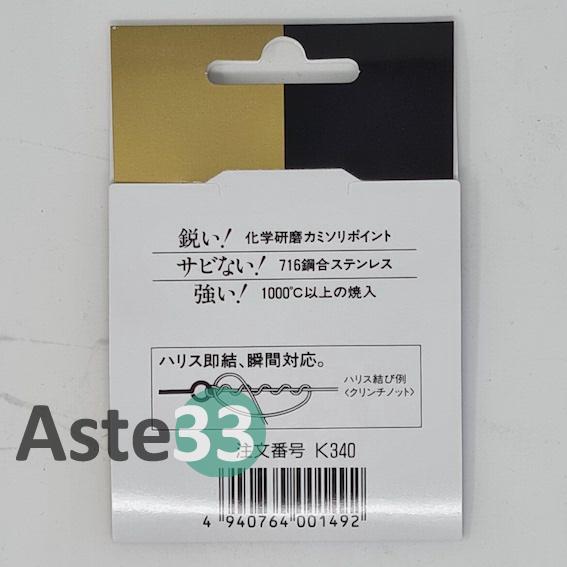 鋭い! 化学研磨カミソリポイント
サビない! 716鋼合ステンレス
強い! 1000℃以上の焼入
ハリス即結、瞬間対応。
ハリス結び例
〈クリンチノット〉
Aste33
注文番号 K340
4 940764 001492